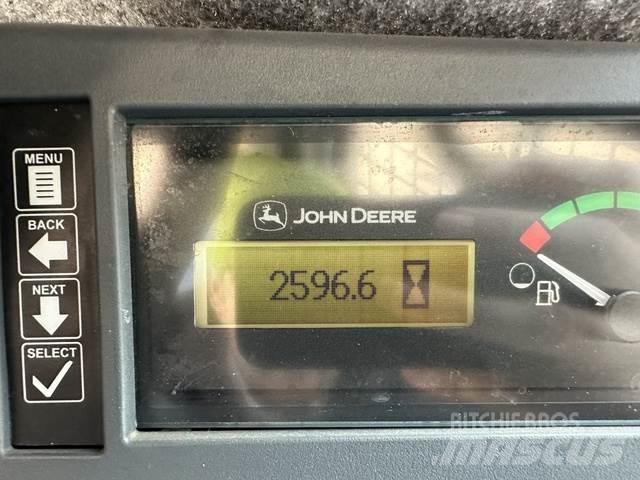 MENU
BACK
NEXT
SELECT
JOHN DEERE
2596.6
RITCHIE BROS
MASCUS